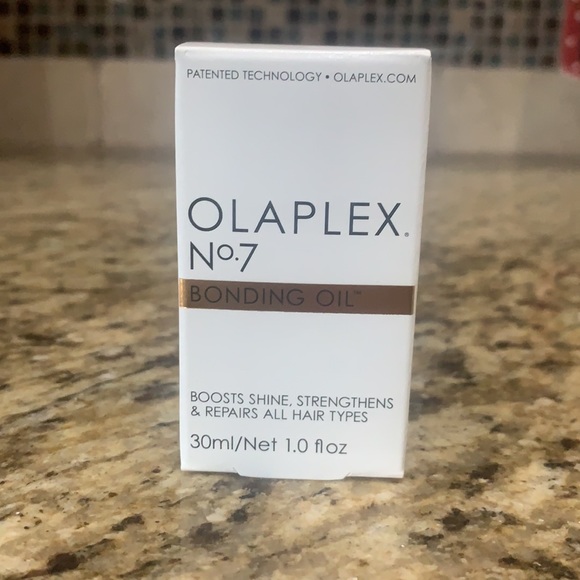 PATENTED TECHNOLOGY • OLAPLEX.COM
OLAPLEX®
Nº.7
BONDING OIL™
BOOSTS SHINE, STRENGTHENS
& REPAIRS ALL HAIR TYPES
30ml/Net 1.0 fl oz